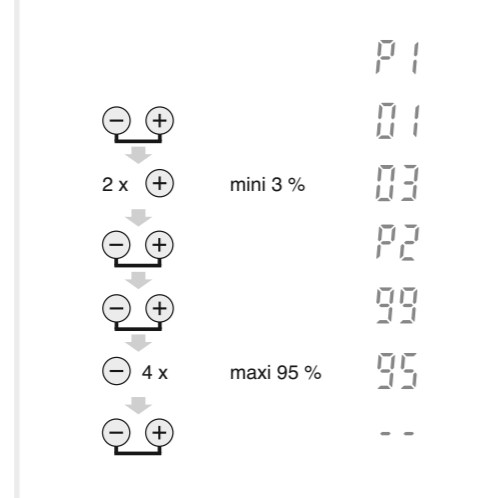 P1
− + 01
2 x + mini 3 % 03
− + P2
− + 99
− 4 x maxi 95 % 95
− + - -